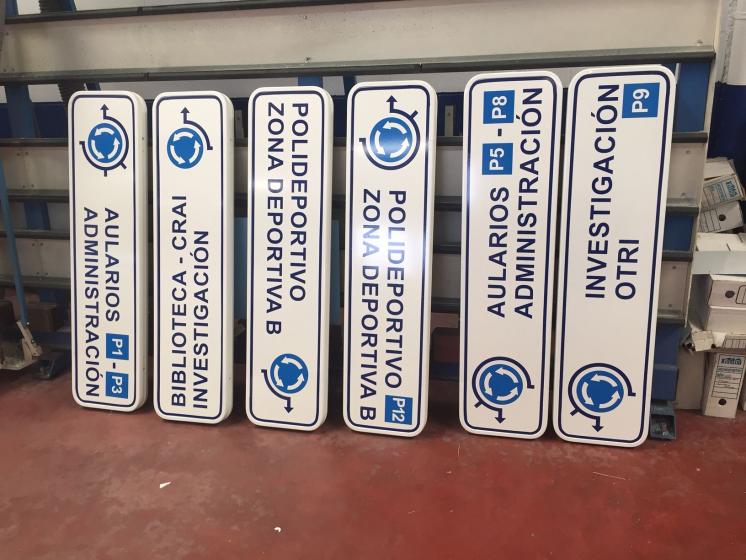 AULARIOS P1 - P3
ADMINISTRACIÓN
BIBLIOTECA - CRAI
INVESTIGACIÓN
POLIDEPORTIVO
ZONA DEPORTIVA B
POLIDEPORTIVO P12
ZONA DEPORTIVA B
AULARIOS P5 - P8
ADMINISTRACIÓN
INVESTIGACIÓN P9
OTRI